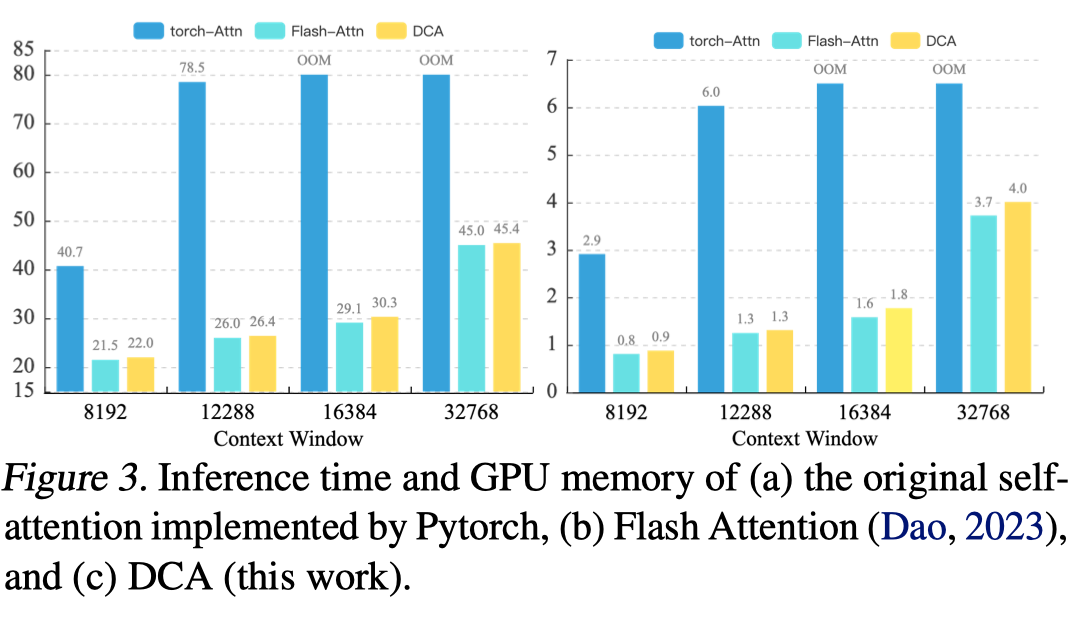 torch-Attn Flash-Attn DCA
85
80
70
60
50
40
30
20
15
40.7
21.5
22.0
78.5
26.0
26.4
OOM
29.1
30.3
OOM
45.0
45.4
8192 12288 16384 32768
Context Window
torch-Attn Flash-Attn DCA
7
6
5
4
3
2
1
0
2.9
0.8
0.9
6.0
1.3
1.3
OOM
1.6
1.8
OOM
3.7
4.0
8192 12288 16384 32768
Context Window
Figure 3. Inference time and GPU memory of (a) the original self-
attention implemented by Pytorch, (b) Flash Attention (Dao, 2023),
and (c) DCA (this work).